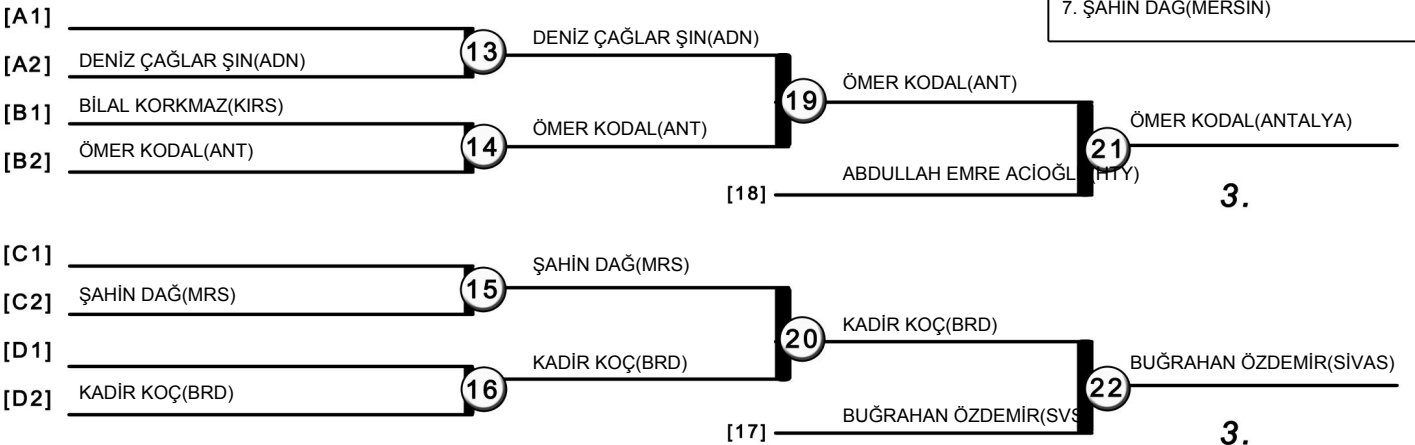 7. ŞAHİN DAĞ(MERSİN)
[A1]
13
DENİZ ÇAĞLAR ŞIN(ADN)
[A2] DENİZ ÇAĞLAR ŞIN(ADN)
19
ÖMER KODAL(ANT)
[B1] BİLAL KORKMAZ(KIRS)
14
ÖMER KODAL(ANT)
21
ÖMER KODAL(ANTALYA)
[B2] ÖMER KODAL(ANT)
[18] ABDULLAH EMRE ACİOĞL (HTY)
3.
[C1]
15
ŞAHİN DAĞ(MRS)
[C2] ŞAHİN DAĞ(MRS)
20
KADİR KOÇ(BRD)
[D1]
16
KADİR KOÇ(BRD)
22
BUĞRAHAN ÖZDEMİR(SİVAS)
[D2] KADİR KOÇ(BRD)
[17] BUĞRAHAN ÖZDEMİR(SVS
3.